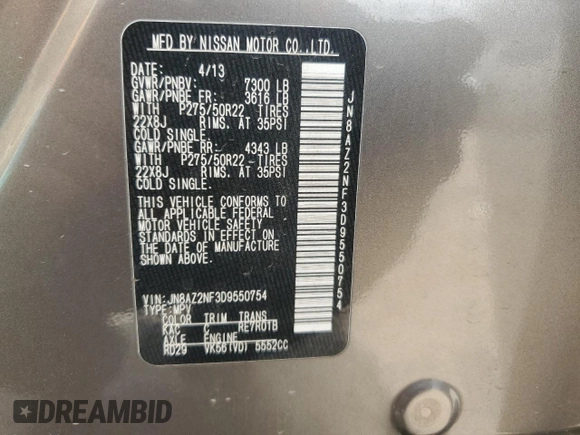 MFD BY NISSAN MOTOR CO.,LTD.
DATE: 4/13
GVWR/PNBV: 7300 LB
GAWR/PNBE FR: 3616 LB
WITH P275/50R22 TIRES
22X8J RIMS, AT 35PSI
COLD SINGLE.
GAWR/PNBE RR: 4343 LB
WITH P275/50R22 TIRES
22X8J RIMS, AT 35PSI
COLD SINGLE.
THIS VEHICLE CONFORMS TO
ALL APPLICABLE FEDERAL
MOTOR VEHICLE SAFETY
STANDARDS IN EFFECT ON
THE DATE OF MANUFACTURE
SHOWN ABOVE.
VIN:JN8AZ2NF3D9550754
TYPE:MPV
COLOR TRIM TRANS
KAC C RE7R01B
AXLE ENGINE
RD29 VK56(VD) 5552CC
JN8AZ2NF3D9550754
DREAMBID